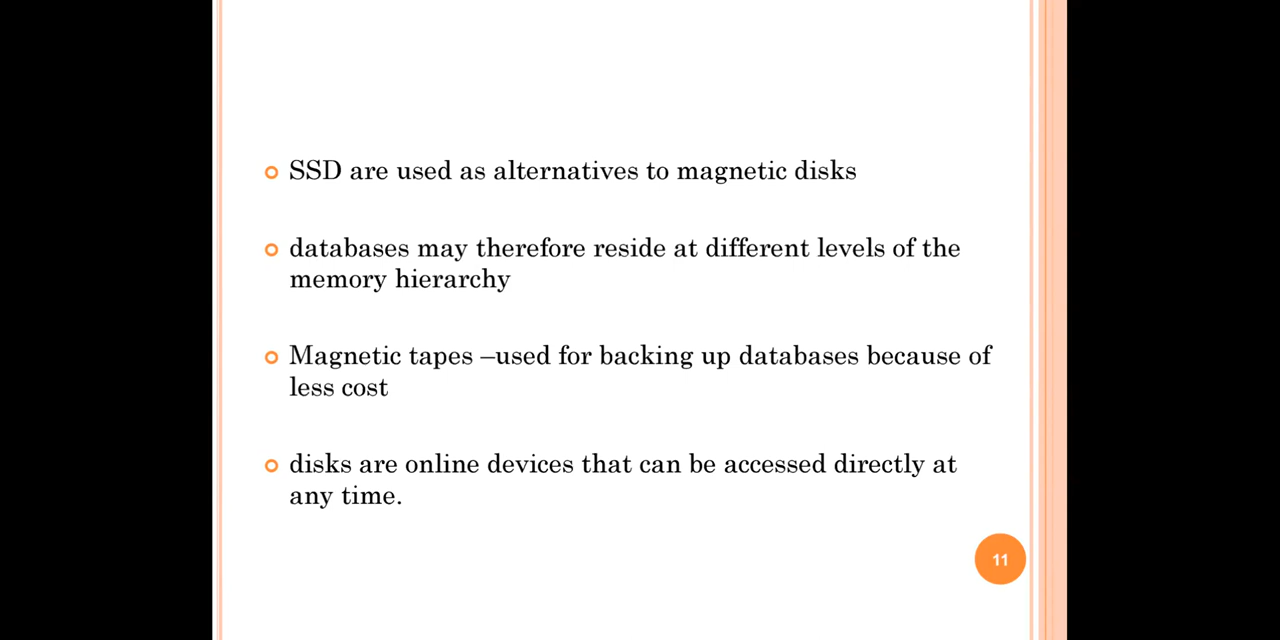 SSD are used as alternatives to magnetic disks
databases may therefore reside at different levels of the
memory hierarchy
Magnetic tapes –used for backing up databases because of
less cost
disks are online devices that can be accessed directly at
any time.
11